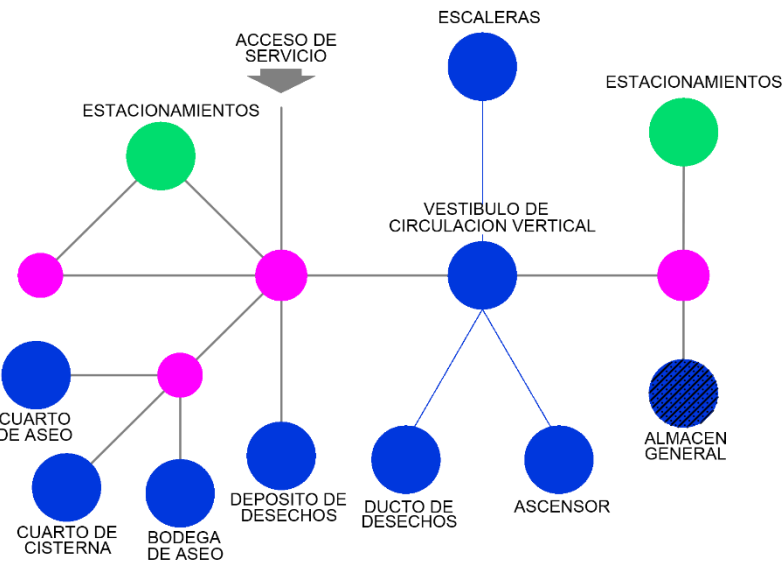 ESCALERAS
ACCESO DE
SERVICIO
ESTACIONAMIENTOS
ESTACIONAMIENTOS
VESTIBULO DE
CIRCULACION VERTICAL
CUARTO
DE ASEO
ALMACEN
GENERAL
DEPOSITO DE
DESECHOS
DUCTO DE
DESECHOS
ASCENSOR
CUARTO DE
CISTERNA
BODEGA
DE ASEO